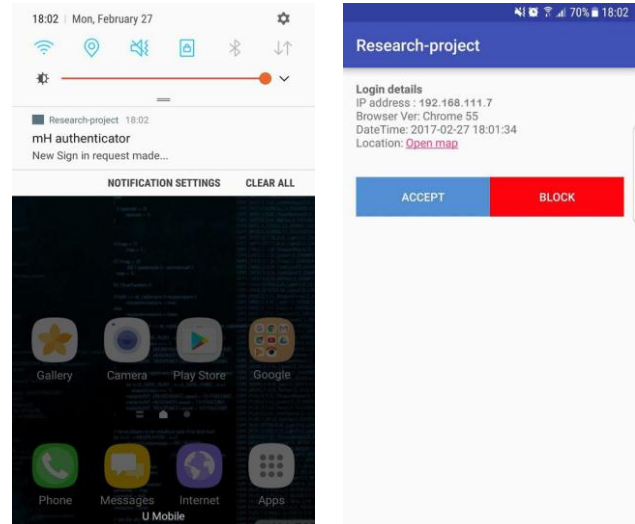 18:02 | Mon, February 27
Research-project 18:02
mH authenticator
New Sign in request made...
NOTIFICATION SETTINGS CLEAR ALL
Gallery Camera Play Store Google
Phone Messages Internet Apps
U Mobile
70% 18:02
Research-project
Login details
IP address : 192.168.111.7
Browser Ver: Chrome 55
DateTime: 2017-02-27 18:01:34
Location: Open map
ACCEPT BLOCK